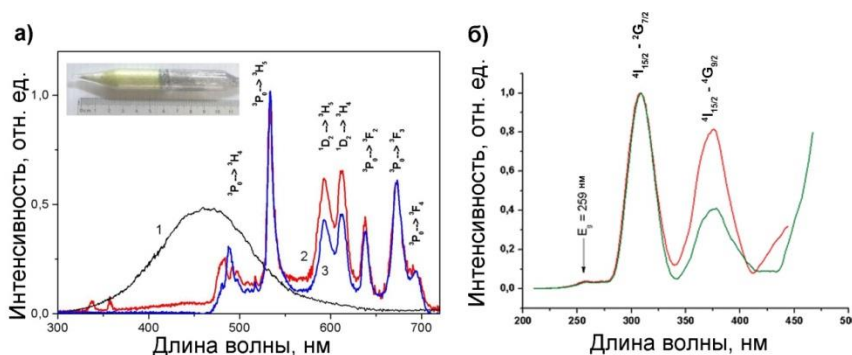 а)
Интенсивность, отн. ед.
1,0
0,5
0,0
300
400
500
600
700
Длина волны, нм
1
2
3
³P₀-> ³H₄
³P₀-> ³H₅
¹D₂-> ³H₅
¹D₂-> ³H₄
³P₀-> ³F₂
³P₀-> ³F₃
³P₀-> ³F₄
б)
Интенсивность, отн. ед.
1,0
0,8
0,6
0,4
0,2
0,0
200
250
300
350
400
450
500
Длина волны, нм
E₉ = 259 нм
⁴I₁₅/₂ - ²G₇/₂
⁴I₁₅/₂ - ⁴G₉/₂